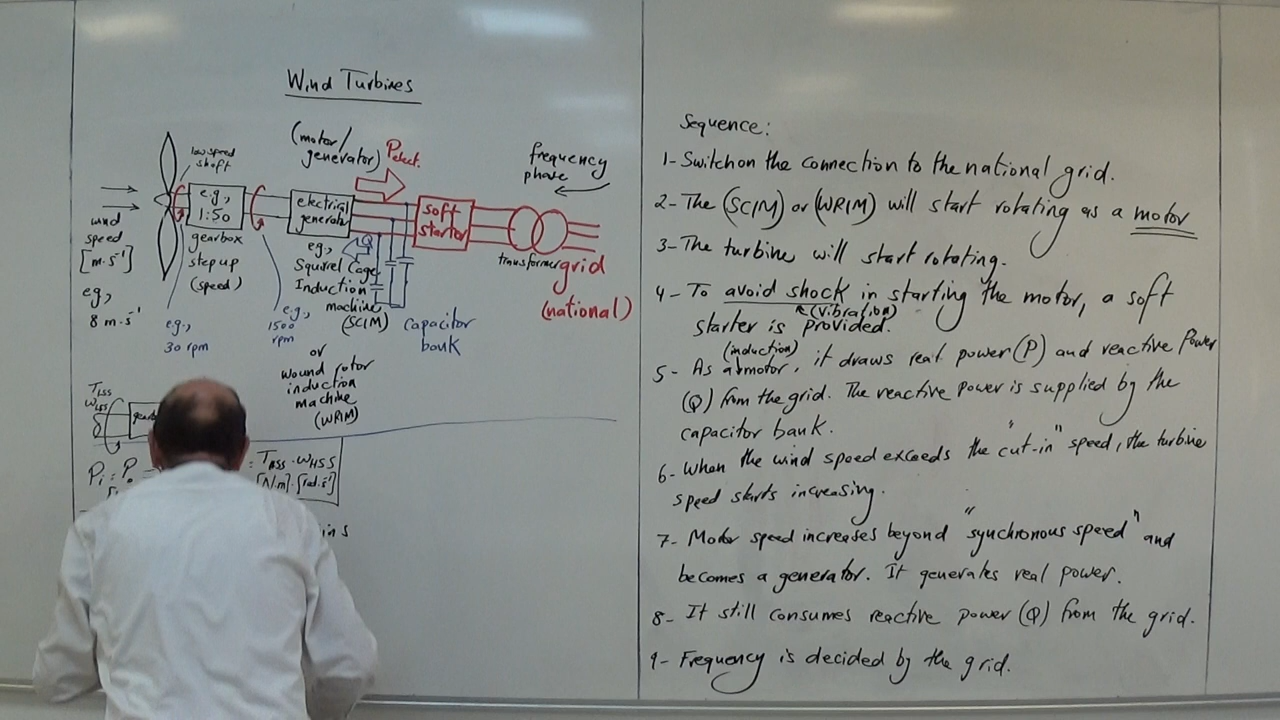 Wind Turbines
low speed
shaft
(motor/
generator)
Pelect.
frequency
phase
wind
speed
[m.s⁻¹]
e.g,
8 m.s⁻¹
e.g,
1:50
gearbox
step up
(speed)
e.g.,
30 rpm
e.g.,
1500
rpm
electrical
generator
e.g.,
Squirrel Cage
Induction
machine
(SCIM)
or
wound rotor
induction
machine
(WRIM)
Q
capacitor
bank
soft
starter
transformer
grid
(national)
TLSS
WLSS
Pi = Po
= THSS . WHSS
[N/m].[rad.s⁻¹]
Sequence:
1- Switch on the connection to the national grid.
2- The (SCIM) or (WRIM) will start rotating as a motor
3- The turbine will start rotating.
4- To avoid shock in starting the motor, a soft
(vibration)
starter is provided.
(induction)
5- As a motor, it draws real power (P) and reactive Power
(Q) from the grid. The reactive power is supplied by the
capacitor bank.
6- When the wind speed exceeds the "cut-in" speed, the turbine
speed starts increasing.
7- Motor speed increases beyond "synchronous speed" and
becomes a generator. It generates real power.
8- It still consumes reactive power (Q) from the grid.
9- Frequency is decided by the grid.